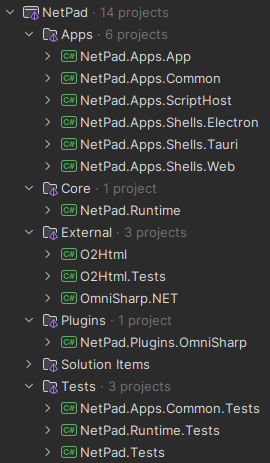 NetPad · 14 projects
Apps · 6 projects
C# NetPad.Apps.App
C# NetPad.Apps.Common
C# NetPad.Apps.ScriptHost
C# NetPad.Apps.Shells.Electron
C# NetPad.Apps.Shells.Tauri
C# NetPad.Apps.Shells.Web
Core · 1 project
C# NetPad.Runtime
External · 3 projects
C# O2Html
C# O2Html.Tests
C# OmniSharp.NET
Plugins · 1 project
C# NetPad.Plugins.OmniSharp
Solution Items
Tests · 3 projects
C# NetPad.Apps.Common.Tests
C# NetPad.Runtime.Tests
C# NetPad.Tests